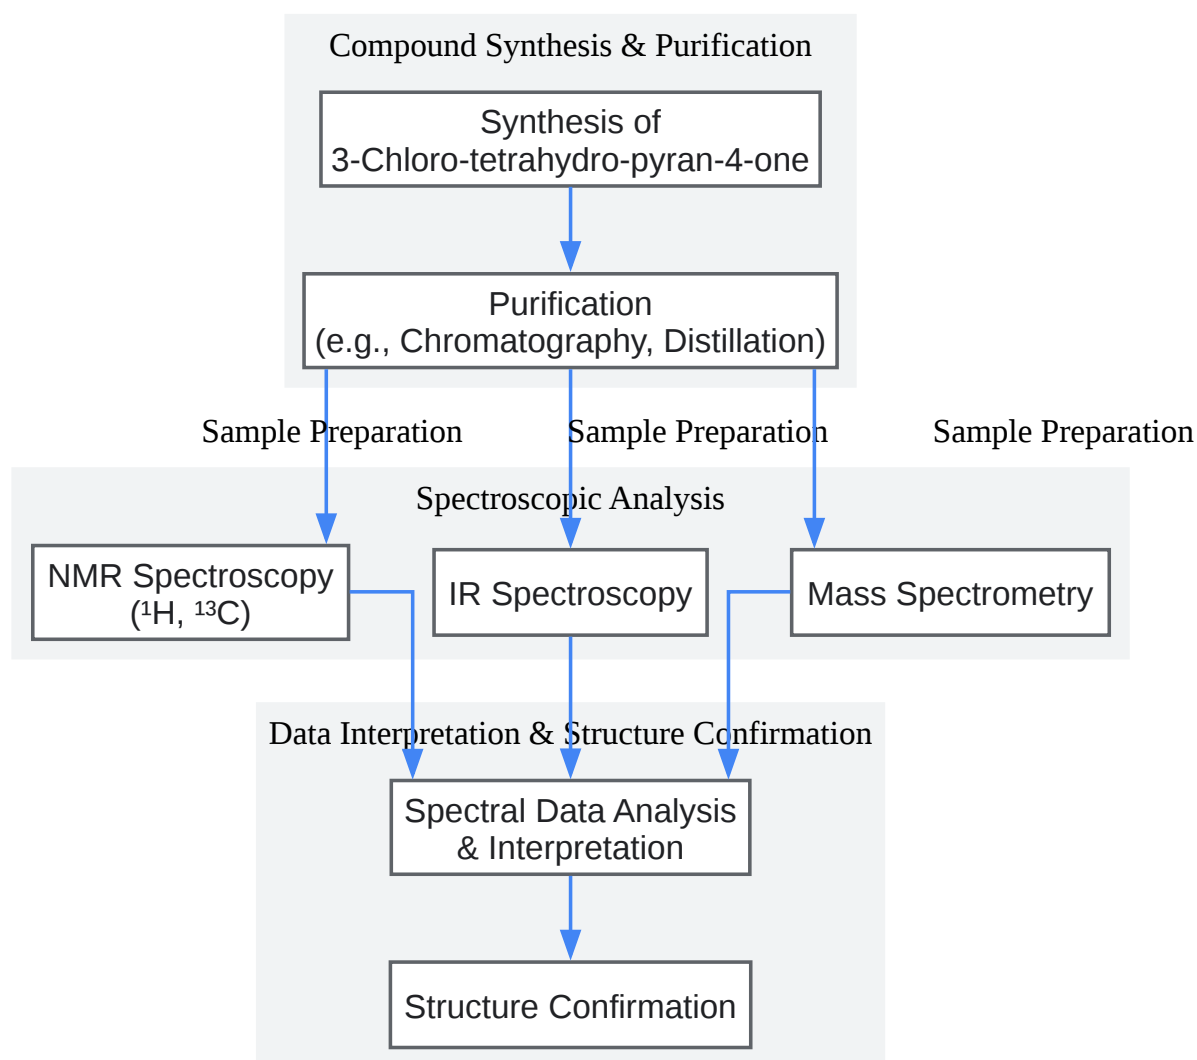 Compound Synthesis & Purification
Synthesis of
3-Chloro-tetrahydro-pyran-4-one
Purification
(e.g., Chromatography, Distillation)
Sample Preparation
Sample Preparation
Sample Preparation
Spectroscopic Analysis
NMR Spectroscopy
(¹H, ¹³C)
IR Spectroscopy
Mass Spectrometry
Data Interpretation & Structure Confirmation
Spectral Data Analysis
& Interpretation
Structure Confirmation